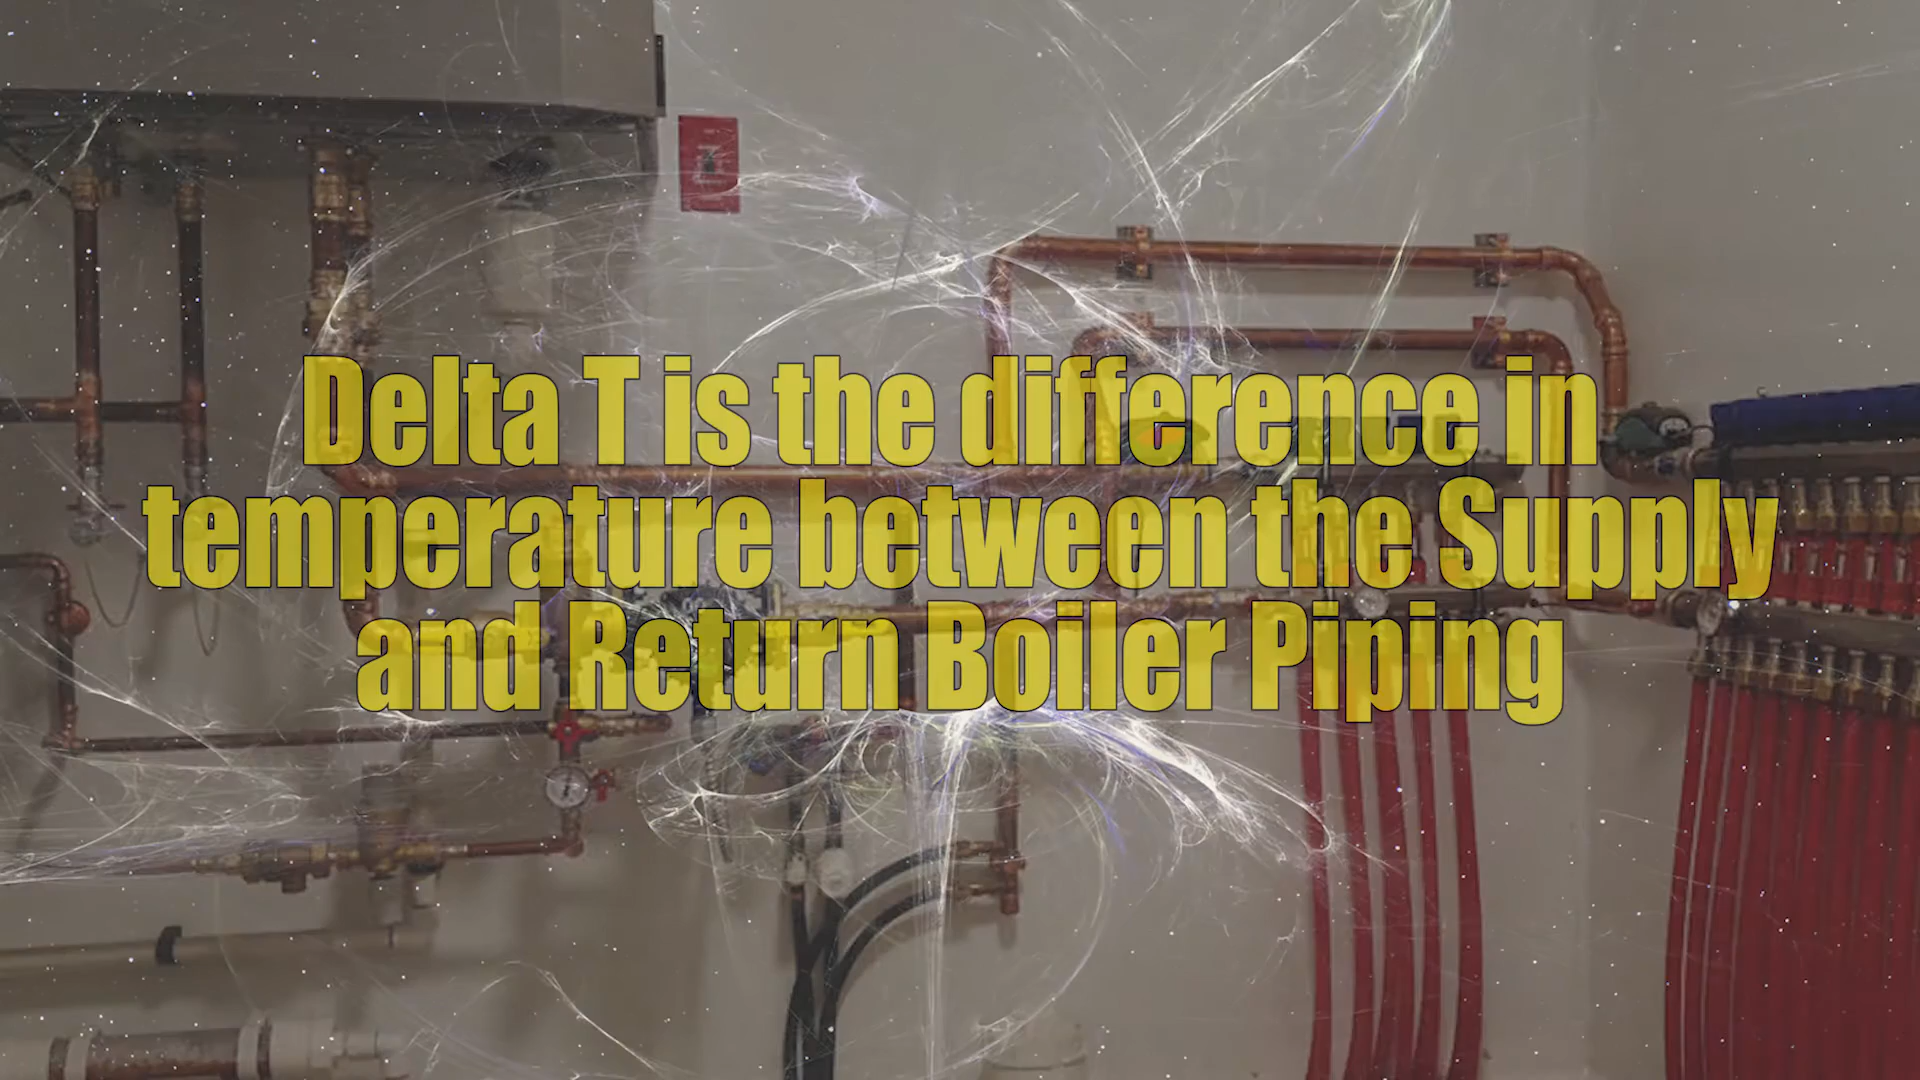 Delta T is the difference in
temperature between the Supply
and Return Boiler Piping